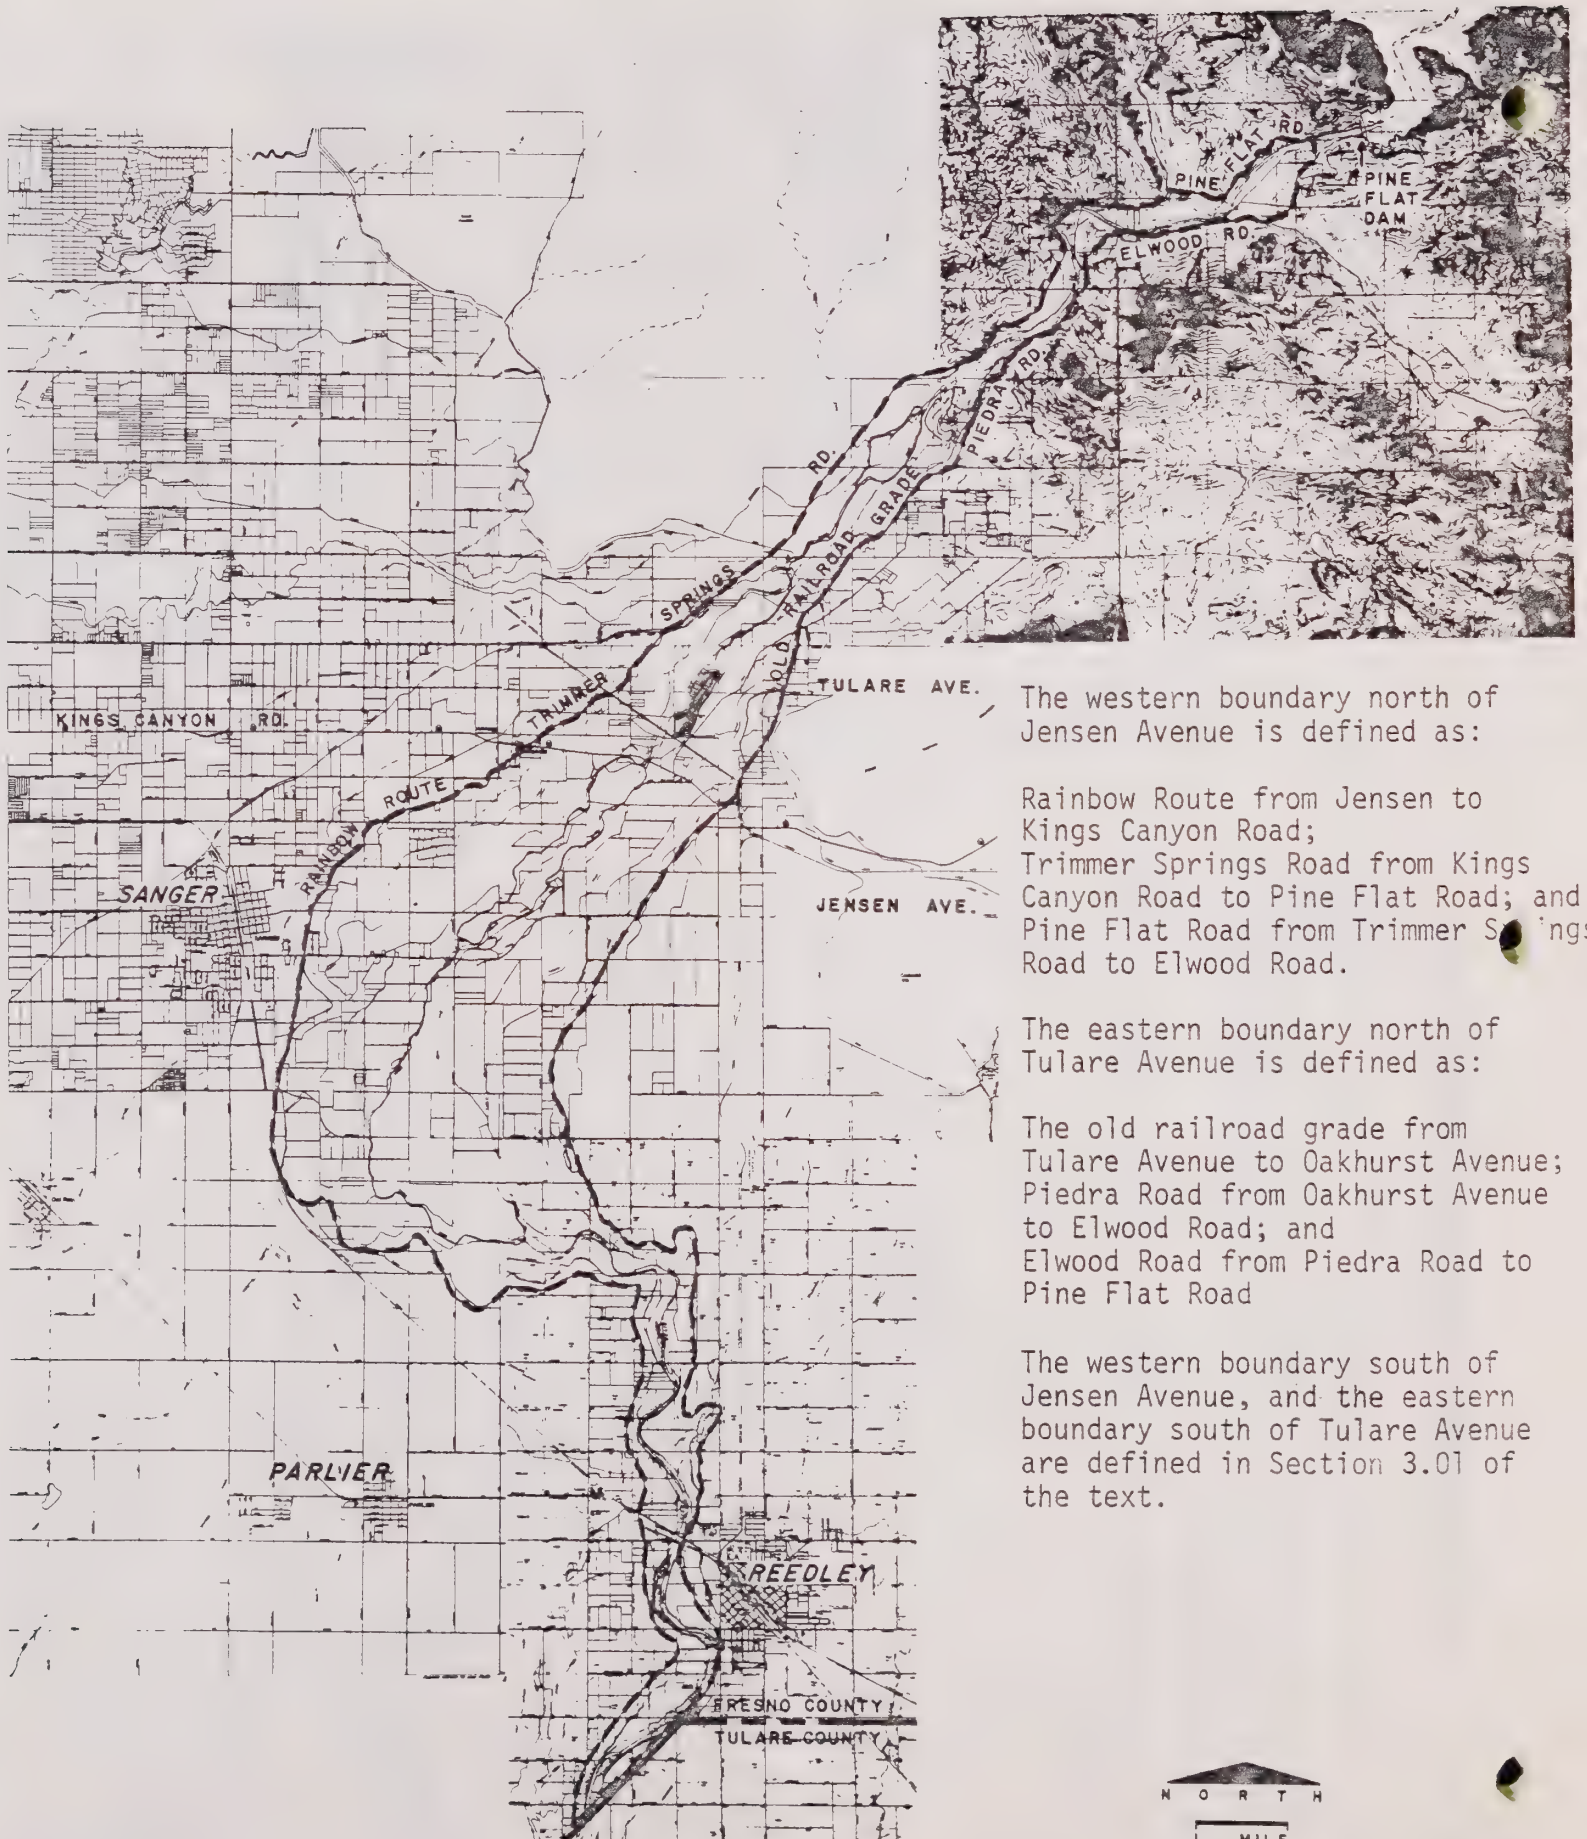 PINE FLAT RD.
PINE
FLAT
DAM
ELWOOD RD.
PIEDRA RD.
RD.
OLD RAILROAD GRADE
SPRINGS
TRIMMER
TULARE AVE.
KINGS CANYON RD.
ROUTE
RAINBOW
SANGER
JENSEN AVE.
The western boundary north of
Jensen Avenue is defined as:
Rainbow Route from Jensen to
Kings Canyon Road;
Trimmer Springs Road from Kings
Canyon Road to Pine Flat Road; and
Pine Flat Road from Trimmer
Road to Elwood Road.
The eastern boundary north of
Tulare Avenue is defined as:
The old railroad grade from
Tulare Avenue to Oakhurst Avenue;
Piedra Road from Oakhurst Avenue
to Elwood Road; and
Elwood Road from Piedra Road to
Pine Flat Road
The western boundary south of
Jensen Avenue, and the eastern
boundary south of Tulare Avenue
are defined in Section 3.01 of
the text.
PARLIER
REEDLEY
FRESNO COUNTY
TULARE COUNTY
NORTH
MILE